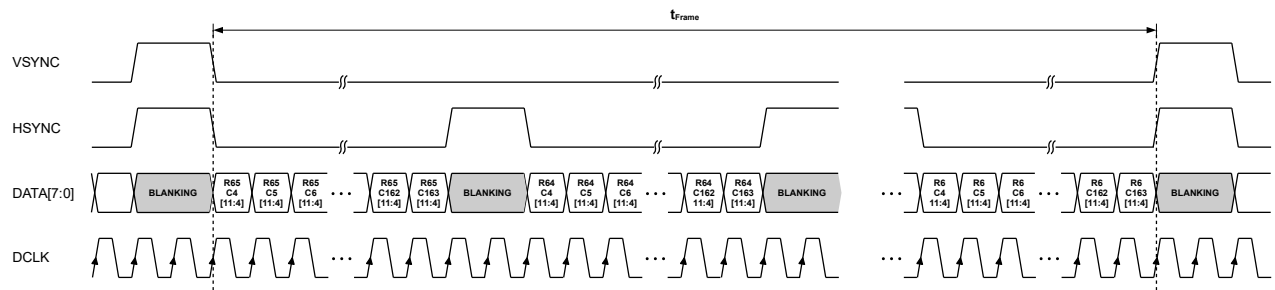 tFrame
VSYNC
HSYNC
DATA[7:0]
BLANKING
R65
C4
[11:4]
R65
C5
[11:4]
R65
C6
[11:4]
R65
C162
[11:4]
R65
C163
[11:4]
BLANKING
R64
C4
[11:4]
R64
C5
[11:4]
R64
C6
[11:4]
R64
C162
11:4]
R64
C163
[11:4]
BLANKING
R6
C4
11:4]
R6
C5
[11:4]
R6
C6
[11:4]
R6
C162
[11:4]
R6
C163
[11:4]
BLANKING
DCLK